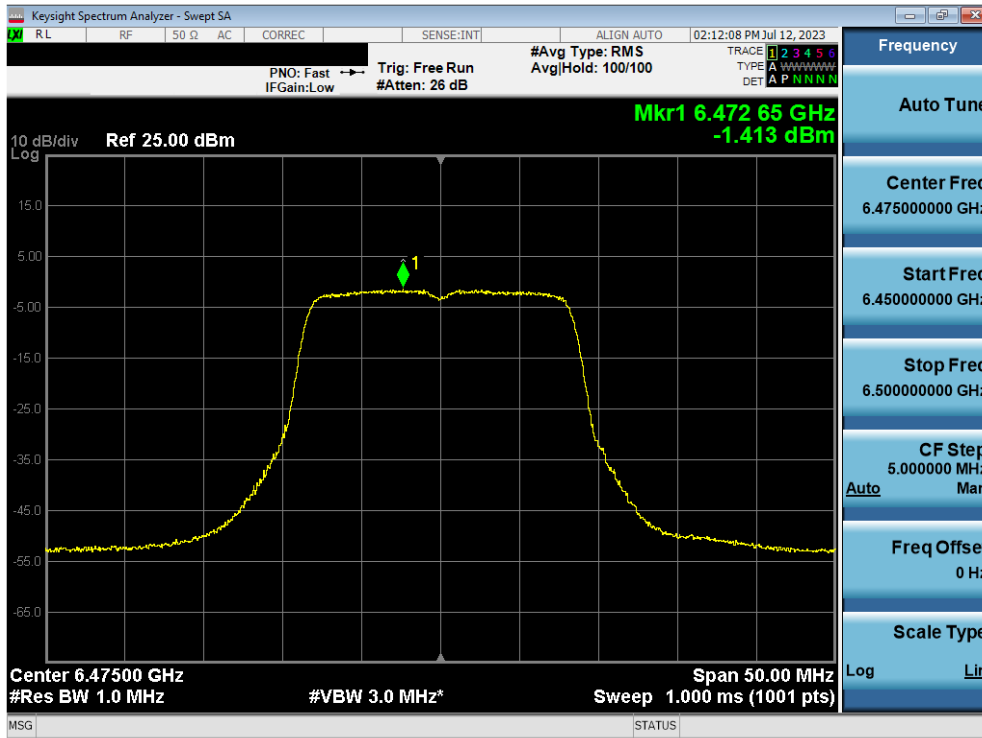 Keysight Spectrum Analyzer - Swept SA
LXI RL RF 50 Ω AC CORREC SENSE:INT ALIGN AUTO 02:12:08 PM Jul 12, 2023
PNO: Fast
IFGain:Low
Trig: Free Run
#Atten: 26 dB
#Avg Type: RMS
Avg|Hold: 100/100
TRACE 1 2 3 4 5 6
TYPE A WWWWW
DET A P N N N N
Mkr1 6.472 65 GHz
-1.413 dBm
10 dB/div Ref 25.00 dBm
Log
1
15.0
5.00
-5.00
-15.0
-25.0
-35.0
-45.0
-55.0
-65.0
Center 6.47500 GHz Span 50.00 MHz
#Res BW 1.0 MHz #VBW 3.0 MHz* Sweep 1.000 ms (1001 pts)
MSG STATUS
Frequency
Auto Tune
Center Freq
6.475000000 GHz
Start Freq
6.450000000 GHz
Stop Freq
6.500000000 GHz
CF Step
5.000000 MHz
Auto Man
Freq Offse
0 Hz
Scale Type
Log Lin